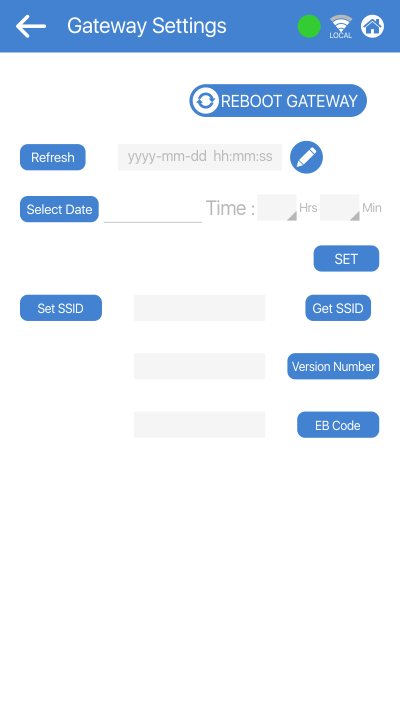 Gateway Settings
LOCAL
REBOOT GATEWAY
Refresh yyyy-mm-dd hh:mm:ss
Select Date Time : Hrs Min
SET
Set SSID Get SSID
Version Number
EB Code